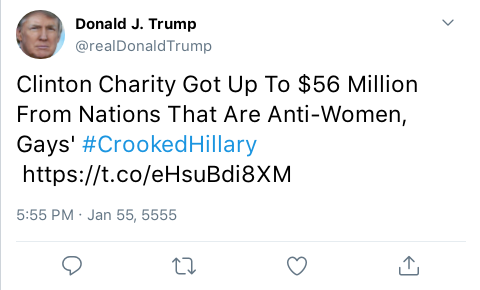 Donald J. Trump
@realDonaldTrump
Clinton Charity Got Up To $56 Million
From Nations That Are Anti-Women,
Gays' #CrookedHillary
https://t.co/eHsuBdi8XM
5:55 PM · Jan 55, 5555